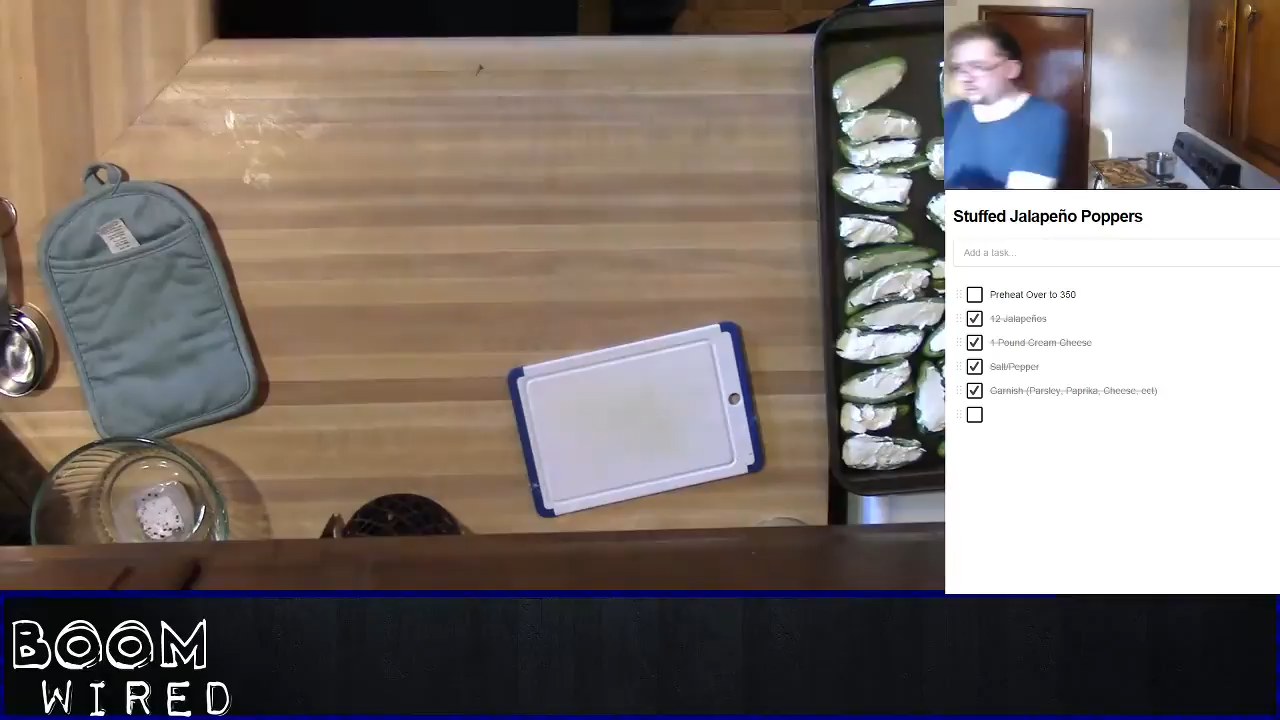 Stuffed Jalapeño Poppers
Add a task...
Preheat Over to 350
12 Jalapeños
1 Pound Cream Cheese
Salt/Pepper
Garnish (Parsley, Paprika, Cheese, ect)
BOOM
WIRED